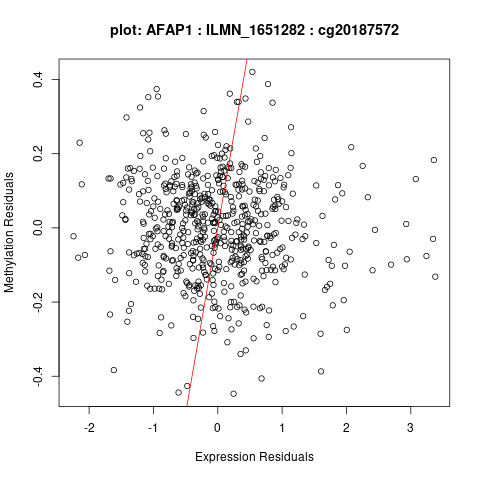 plot: AFAP1 : ILMN_1651282 : cg20187572
0.4
0.2
0.0
-0.2
-0.4
Methylation Residuals
-2 -1 0 1 2 3
Expression Residuals